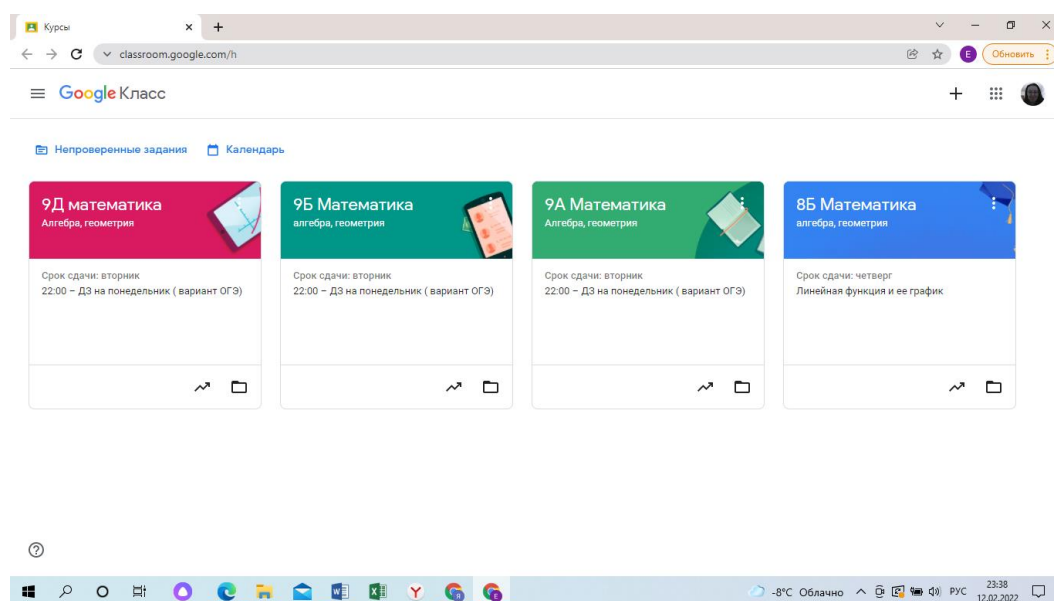 Курсы
classroom.google.com/h
E
Обновить
Google Класс
Непроверенные задания
Календарь
9Д математика
Алгебра, геометрия
Срок сдачи: вторник
22:00 – ДЗ на понедельник ( вариант ОГЭ)
9Б Математика
алгебра, геометрия
Срок сдачи: вторник
22:00 – ДЗ на понедельник ( вариант ОГЭ)
9А Математика
Алгебра, геометрия
Срок сдачи: вторник
22:00 – ДЗ на понедельник ( вариант ОГЭ)
8Б Математика
алгебра, геометрия
Срок сдачи: четверг
Линейная функция и ее график
-8°C Облачно
РУС
23:38
12.02.2022